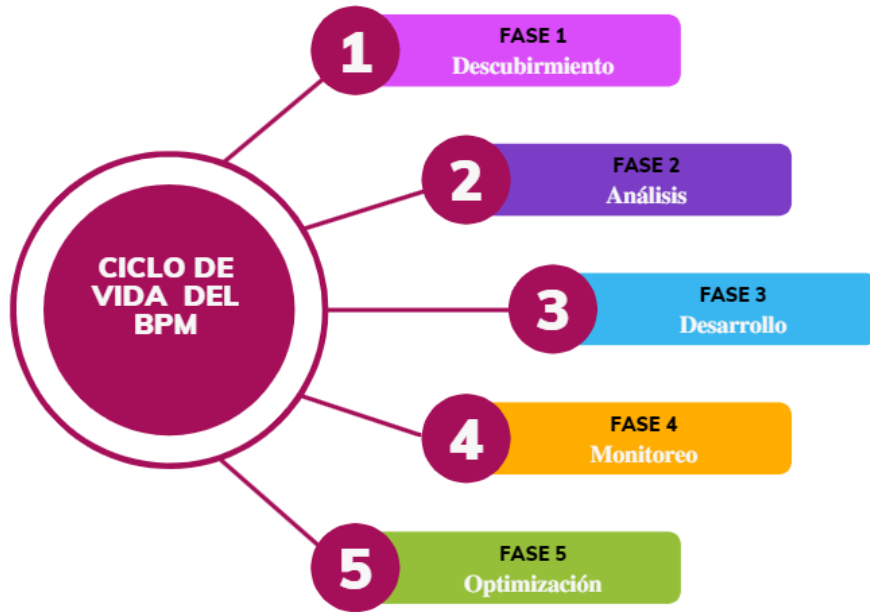 1
FASE 1
Descubirmiento
2
FASE 2
Análisis
CICLO DE
VIDA DEL
BPM
3
FASE 3
Desarrollo
4
FASE 4
Monitoreo
5
FASE 5
Optimización